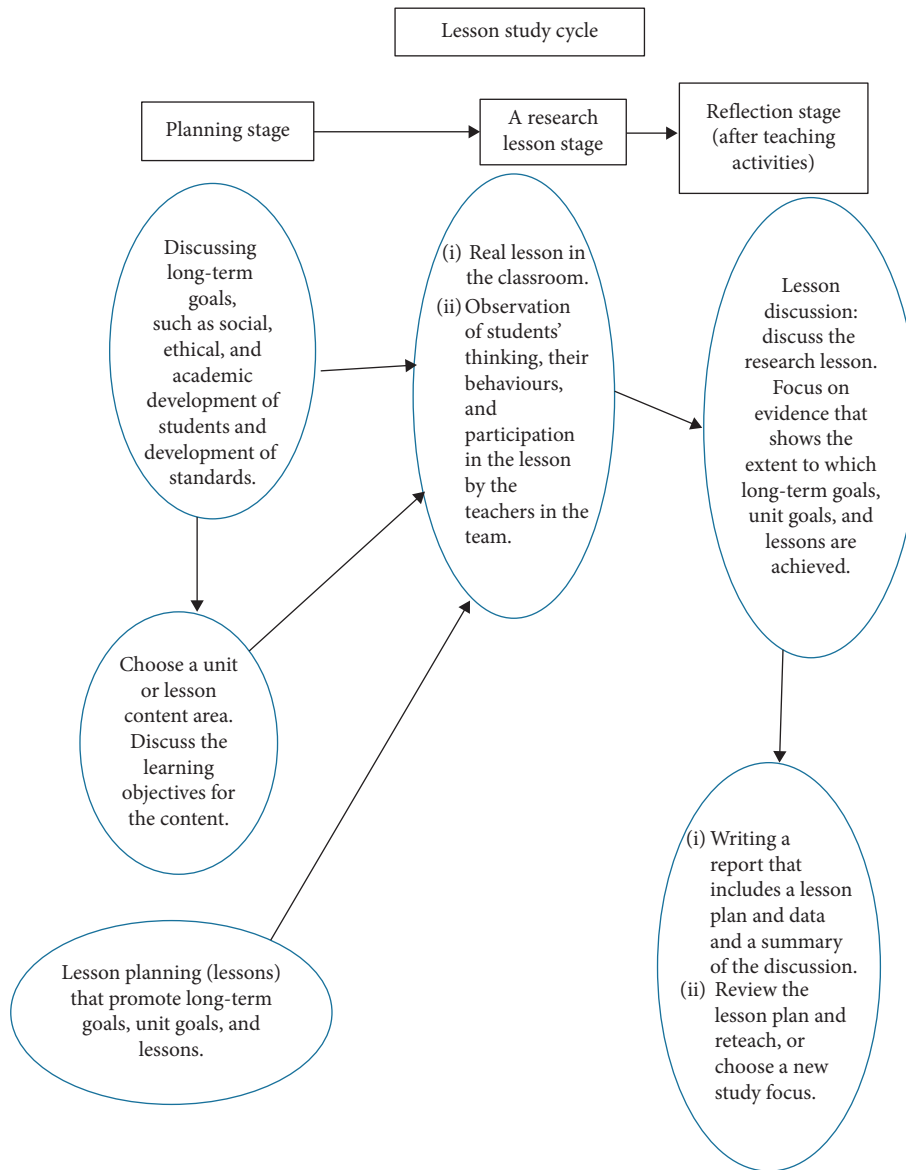 Lesson study cycle
Planning stage
A research
lesson stage
Reflection stage
(after teaching
activities)
Discussing
long-term
goals,
such as social,
ethical, and
academic
development of
students and
development of
standards.
(i) Real lesson in
the classroom.
(ii) Observation
of students'
thinking, their
behaviours,
and
participation
in the lesson
by the
teachers in the
team.
Lesson
discussion:
discuss the
research lesson.
Focus on
evidence that
shows the
extent to which
long-term goals,
unit goals, and
lessons are
achieved.
Choose a unit
or lesson
content area.
Discuss the
learning
objectives for
the content.
Lesson planning (lessons)
that promote long-term
goals, unit goals, and
lessons.
(i) Writing a
report that
includes a lesson
plan and data
and a summary
of the discussion.
(ii) Review the
lesson plan and
reteach, or
choose a new
study focus.